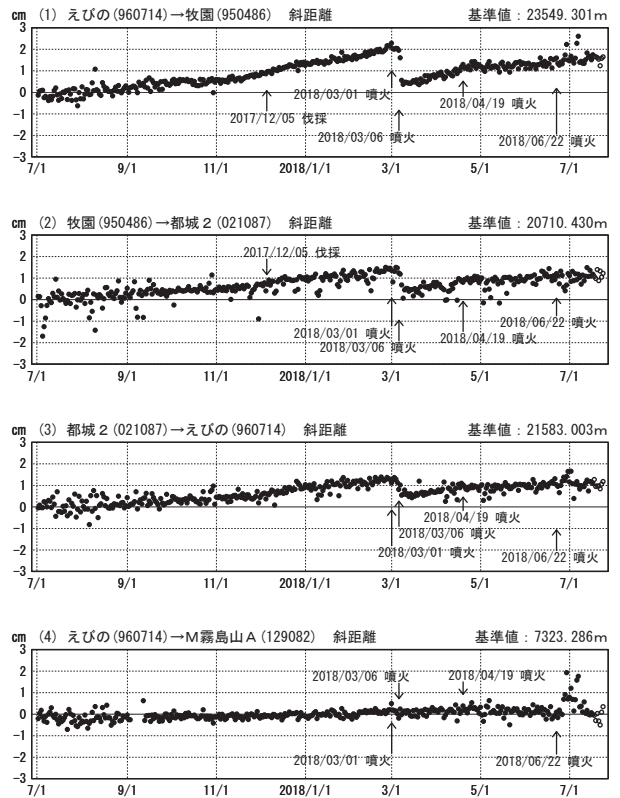 cm (1) えびの(960714)→牧園(950486) 斜距離 基準値：23549.301m
3
2
1
0
−1
−2
−3
2018/03/01 噴火
2018/04/19 噴火
2017/12/05 伐採
2018/03/06 噴火
2018/06/22 噴火
7/1 9/1 11/1 2018/1/1 3/1 5/1 7/1
cm (2) 牧園(950486)→都城２(021087) 斜距離 基準値：20710.430m
3
2
1
0
−1
−2
−3
2017/12/05 伐採
2018/06/22 噴火
2018/03/01 噴火
2018/04/19 噴火
2018/03/06 噴火
7/1 9/1 11/1 2018/1/1 3/1 5/1 7/1
cm (3) 都城２(021087)→えびの(960714) 斜距離 基準値：21583.003m
3
2
1
0
−1
−2
−3
2018/04/19 噴火
2018/03/06 噴火
2018/03/01 噴火
2018/06/22 噴火
7/1 9/1 11/1 2018/1/1 3/1 5/1 7/1
cm (4) えびの(960714)→Ｍ霧島山Ａ(129082) 斜距離 基準値：7323.286m
3
2
1
0
−1
−2
−3
2018/03/06 噴火
2018/04/19 噴火
2018/03/01 噴火
2018/06/22 噴火
7/1 9/1 11/1 2018/1/1 3/1 5/1 7/1